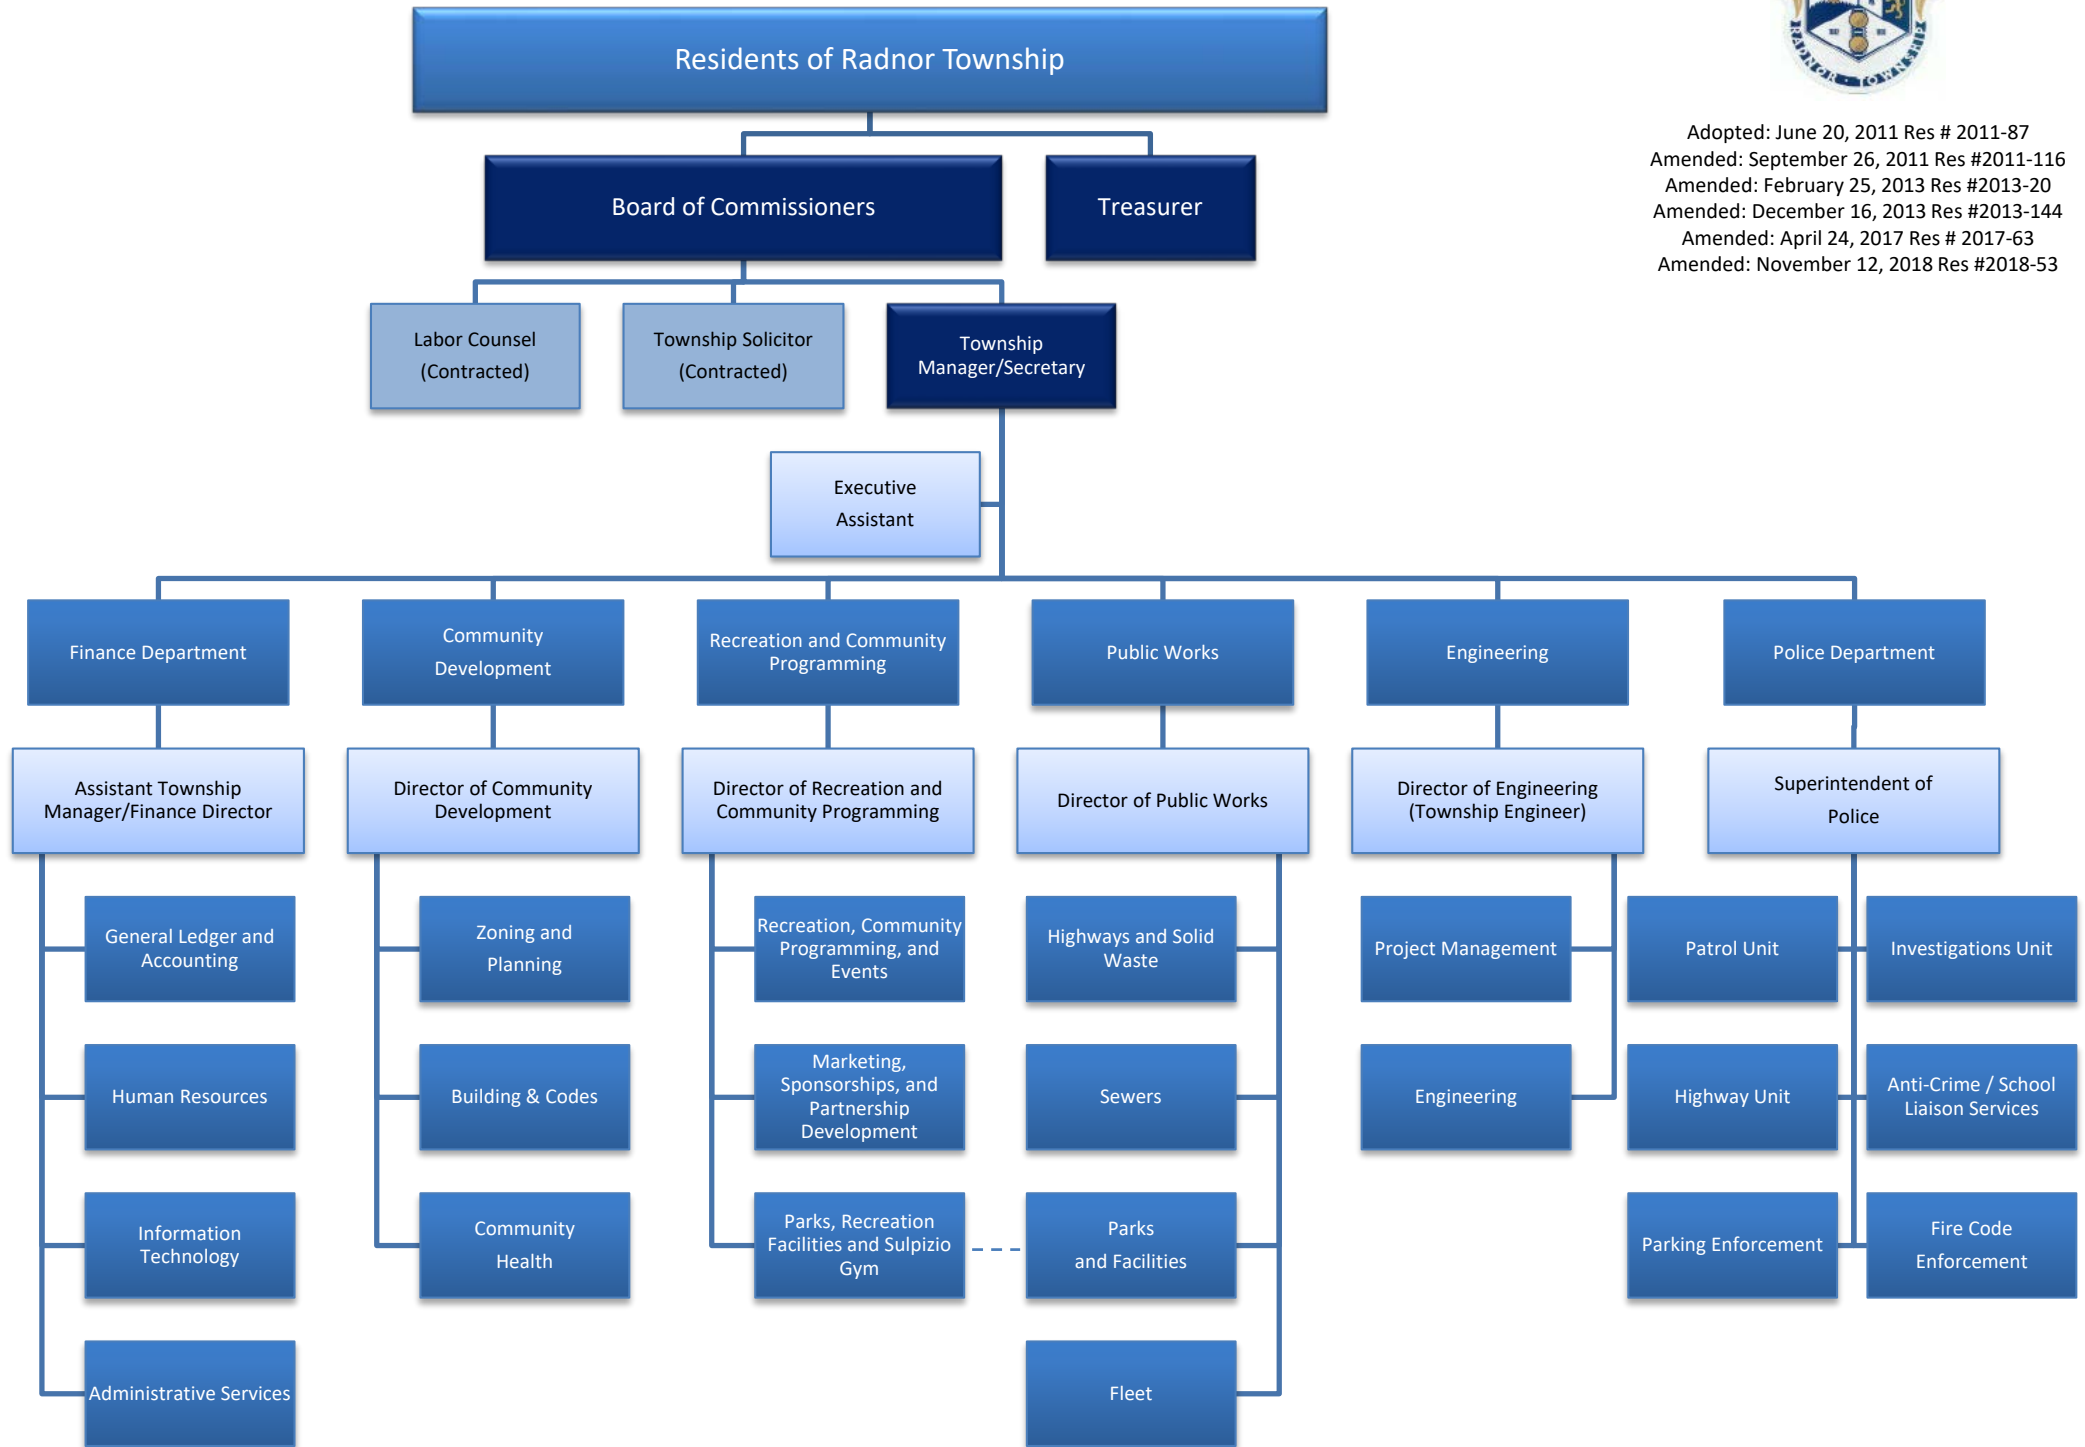 RADNOR · TOWNSHIP
Residents of Radnor Township
Adopted: June 20, 2011 Res # 2011-87
Amended: September 26, 2011 Res #2011-116
Amended: February 25, 2013 Res #2013-20
Amended: December 16, 2013 Res #2013-144
Amended: April 24, 2017 Res # 2017-63
Amended: November 12, 2018 Res #2018-53
Board of Commissioners
Treasurer
Labor Counsel
(Contracted)
Township Solicitor
(Contracted)
Township
Manager/Secretary
Executive
Assistant
Finance Department
Community
Development
Recreation and Community
Programming
Public Works
Engineering
Police Department
Assistant Township
Manager/Finance Director
Director of Community
Development
Director of Recreation and
Community Programming
Director of Public Works
Director of Engineering
(Township Engineer)
Superintendent of
Police
General Ledger and
Accounting
Zoning and
Planning
Recreation, Community
Programming, and
Events
Highways and Solid
Waste
Project Management
Patrol Unit
Investigations Unit
Human Resources
Building & Codes
Marketing,
Sponsorships, and
Partnership
Development
Sewers
Engineering
Highway Unit
Anti-Crime / School
Liaison Services
Information
Technology
Community
Health
Parks, Recreation
Facilities and Sulpizio
Gym
Parks
and Facilities
Parking Enforcement
Fire Code
Enforcement
Administrative Services
Fleet